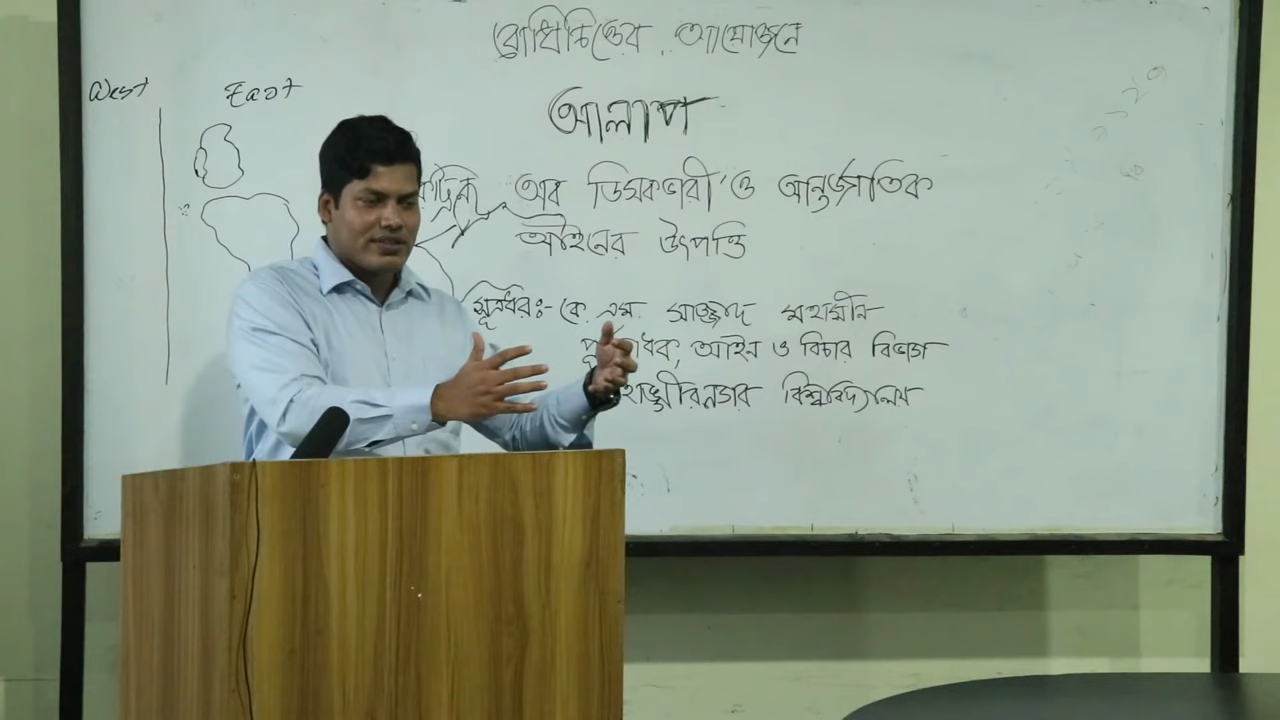 বোধিচিত্তের আয়োজনে
West East
আলাপ
অব ডিসকভারী'ও আন্তর্জাতিক
আইনের উৎপত্তি
সূত্রধরঃ- কে. এম. সাজ্জাদ মহাসীন
আইন ও বিচার বিভাগ
বিশ্ববিদ্যালয়